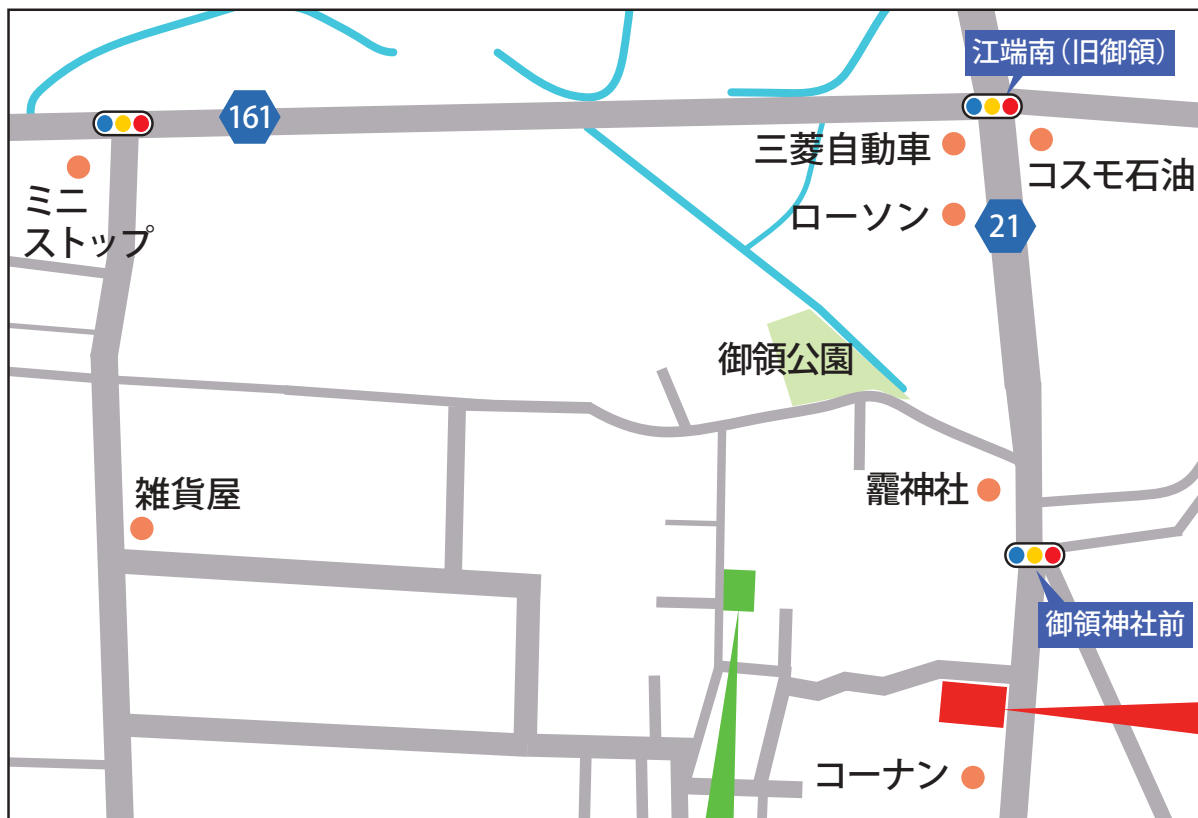 江端南（旧御領）
161
三菱自動車
コスモ石油
ミニ
ストップ
ローソン
21
御領公園
雑貨屋
龗神社
御領神社前
コーナン